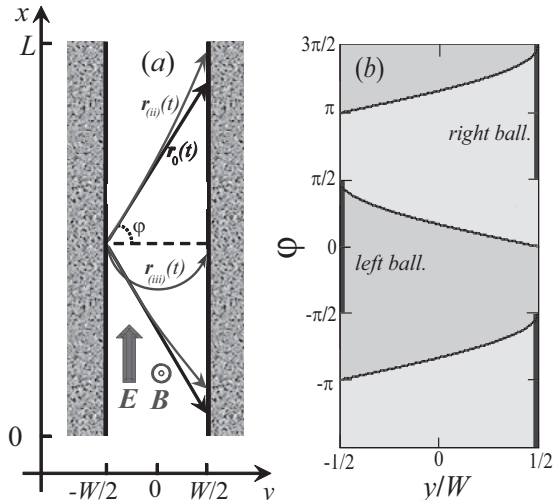 x
L
(a)
r(ii)(t)
r0(t)
φ
r(iii)(t)
E B
0
-W/2 0 W/2 y
(b)
3π/2
π
right ball.
π/2
φ
0
left ball.
-π/2
-π
-1/2 0 1/2
y/W